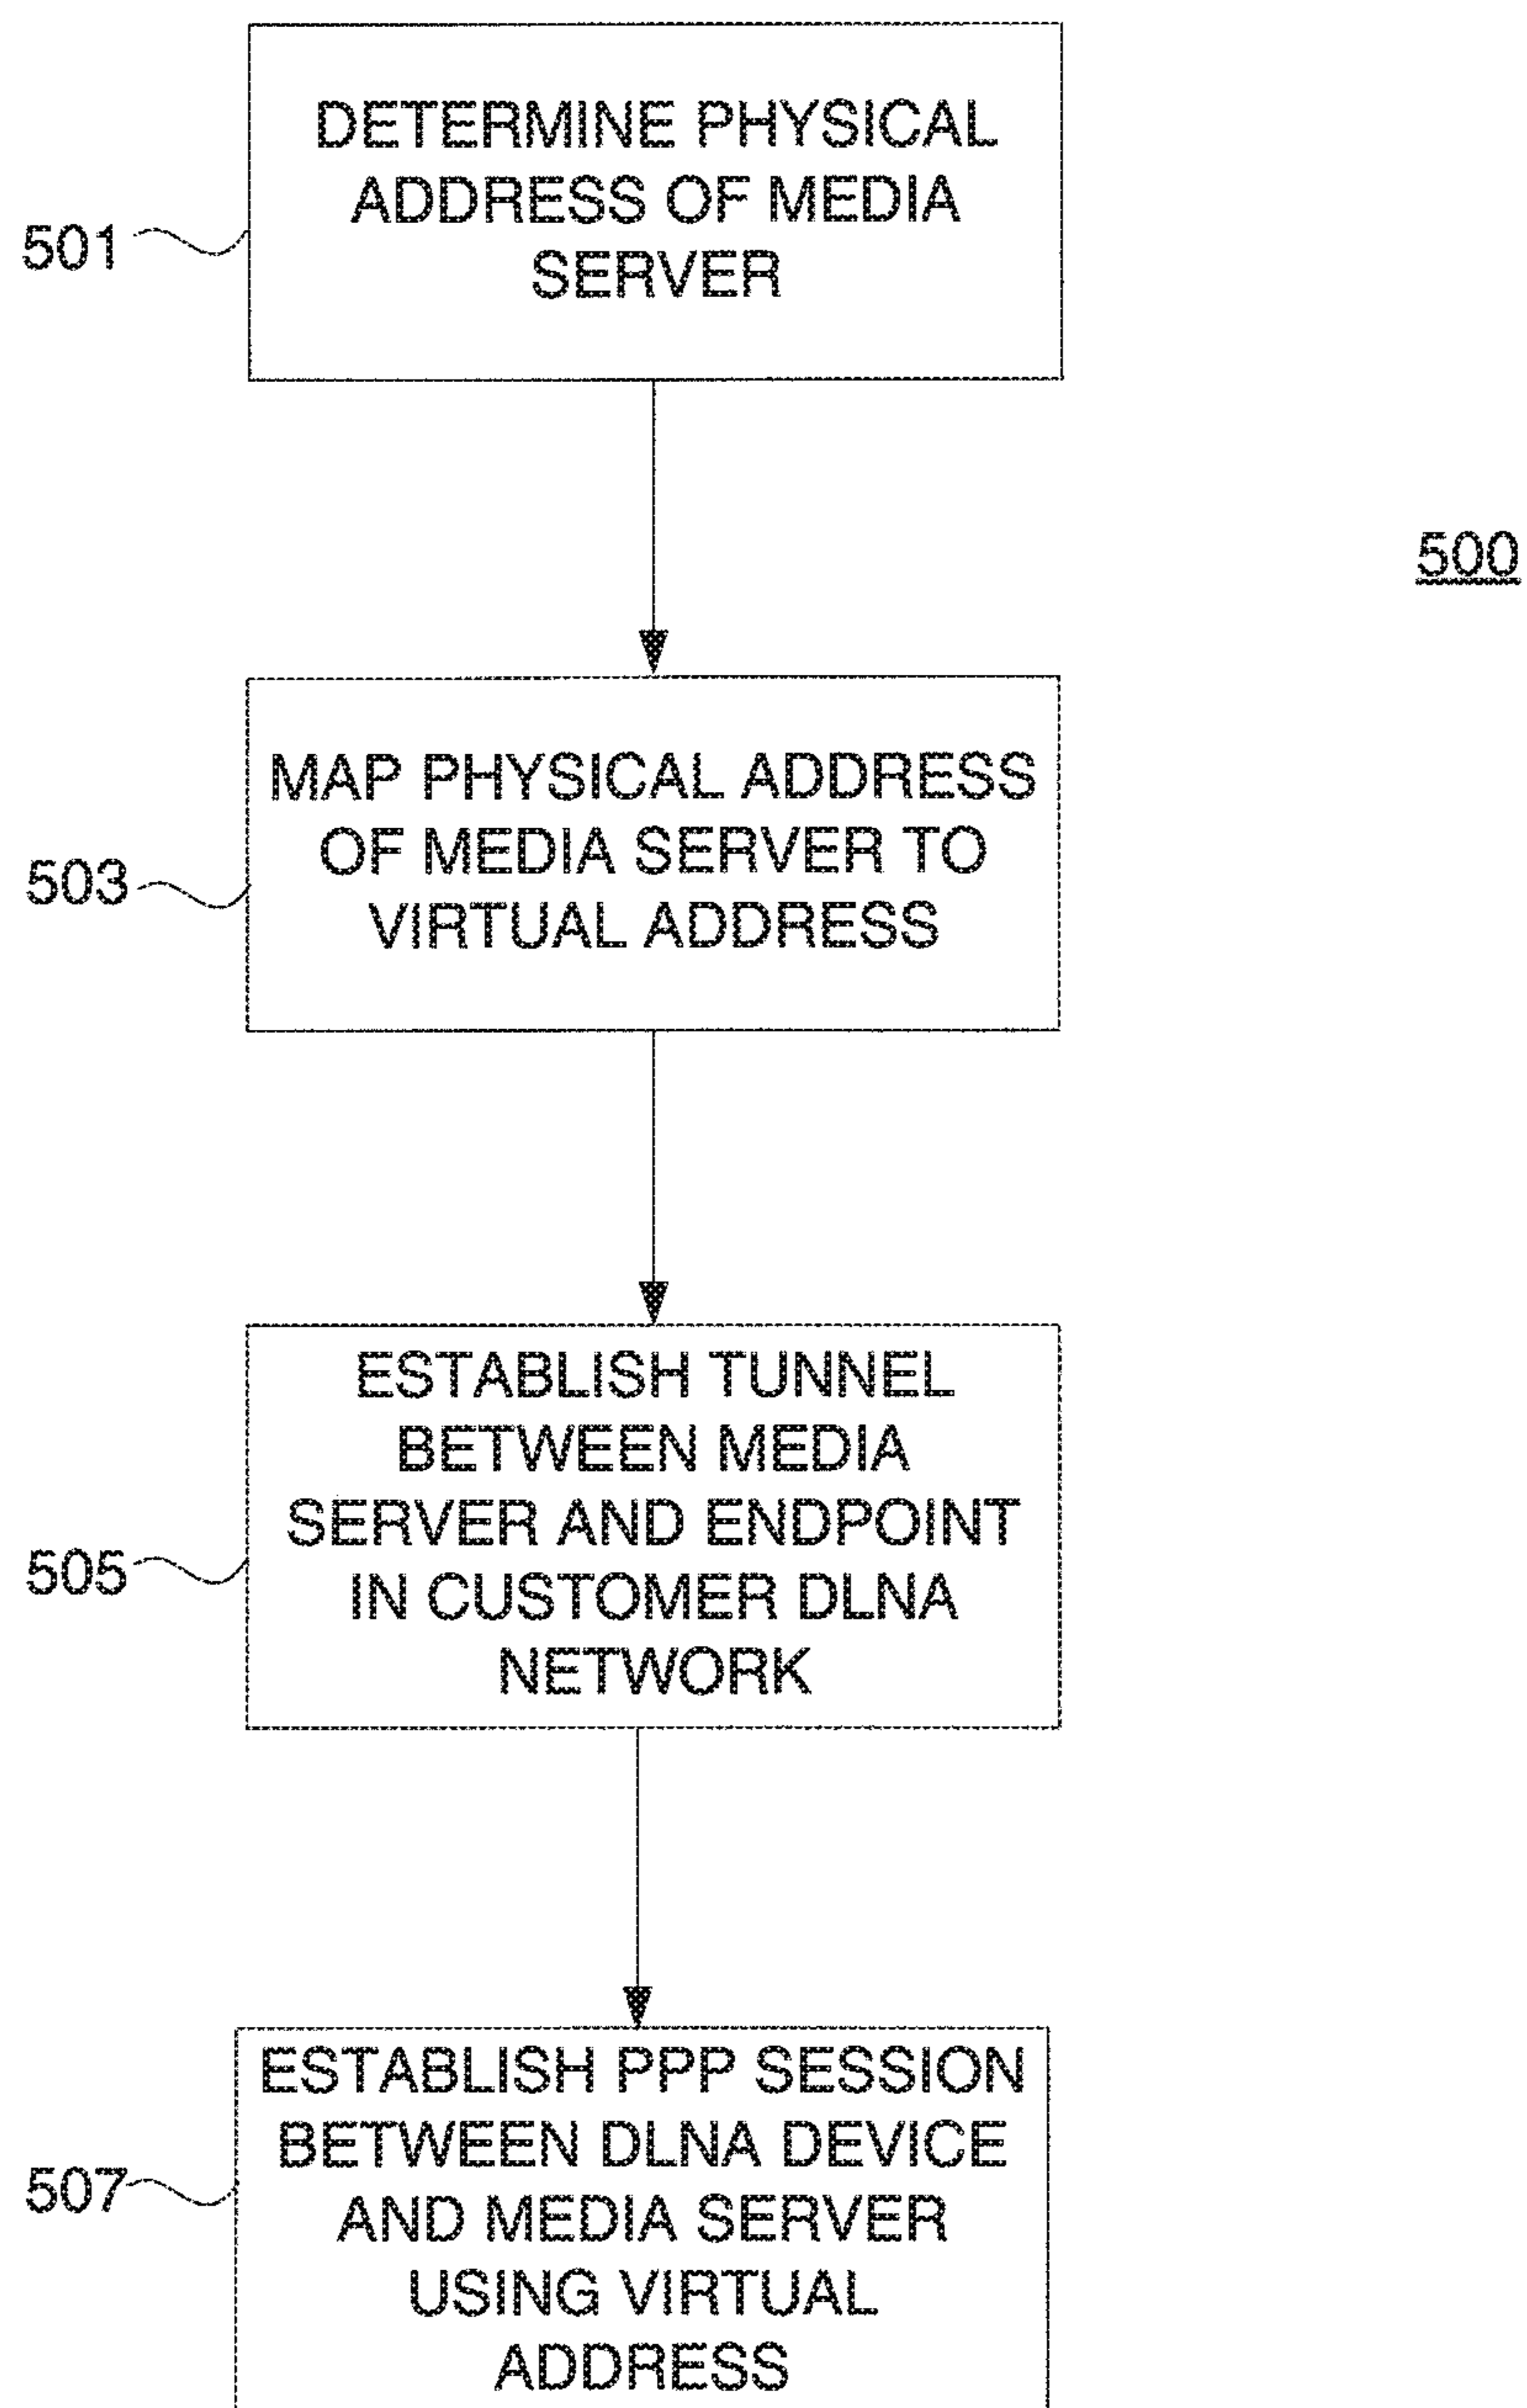 DETERMINE PHYSICAL
ADDRESS OF MEDIA
SERVER
501
500
MAP PHYSICAL ADDRESS
OF MEDIA SERVER TO
VIRTUAL ADDRESS
503
ESTABLISH TUNNEL
BETWEEN MEDIA
SERVER AND ENDPOINT
IN CUSTOMER DLNA
NETWORK
505
ESTABLISH PPP SESSION
BETWEEN DLNA DEVICE
AND MEDIA SERVER
USING VIRTUAL
ADDRESS
507